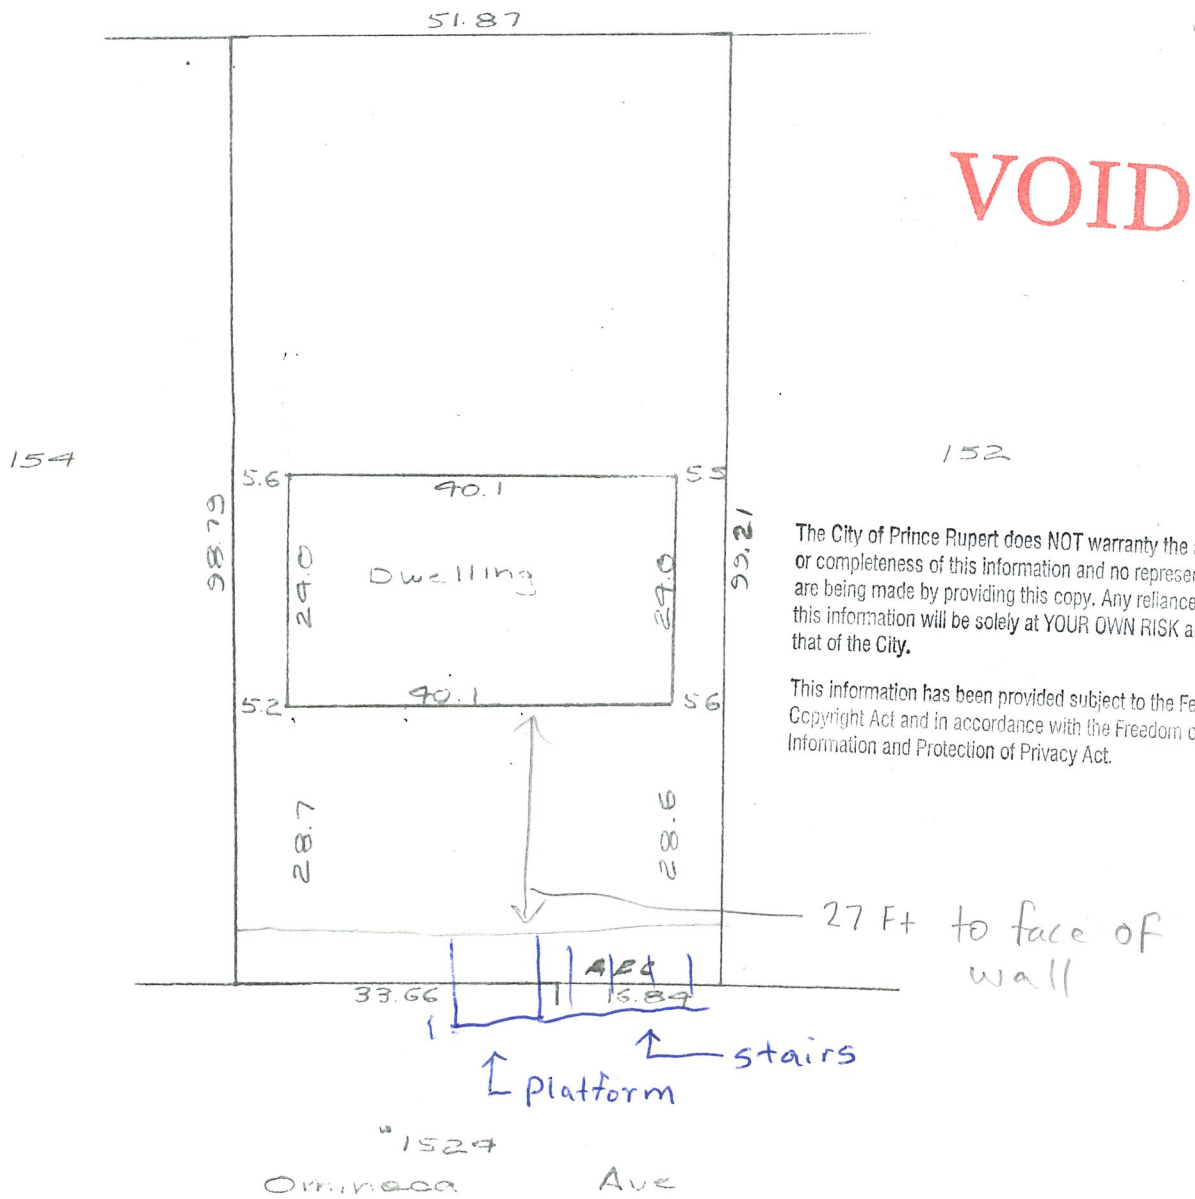 51.87
VOID
154
152
5.6
5.5
40.1
98.79
99.21
24.0
Dwelling
24.0
The City of Prince Rupert does NOT warranty the
or completeness of this information and no represen
are being made by providing this copy. Any reliance
this information will be solely at YOUR OWN RISK a
that of the City.
5.2
40.1
5 6
This information has been provided subject to the Fe
Copyright Act and in accordance with the Freedom o
Information and Protection of Privacy Act.
28.7
28.6
27 Ft to face of
wall
33.66
16.84
stairs
Platform
1524
Omineca Ave